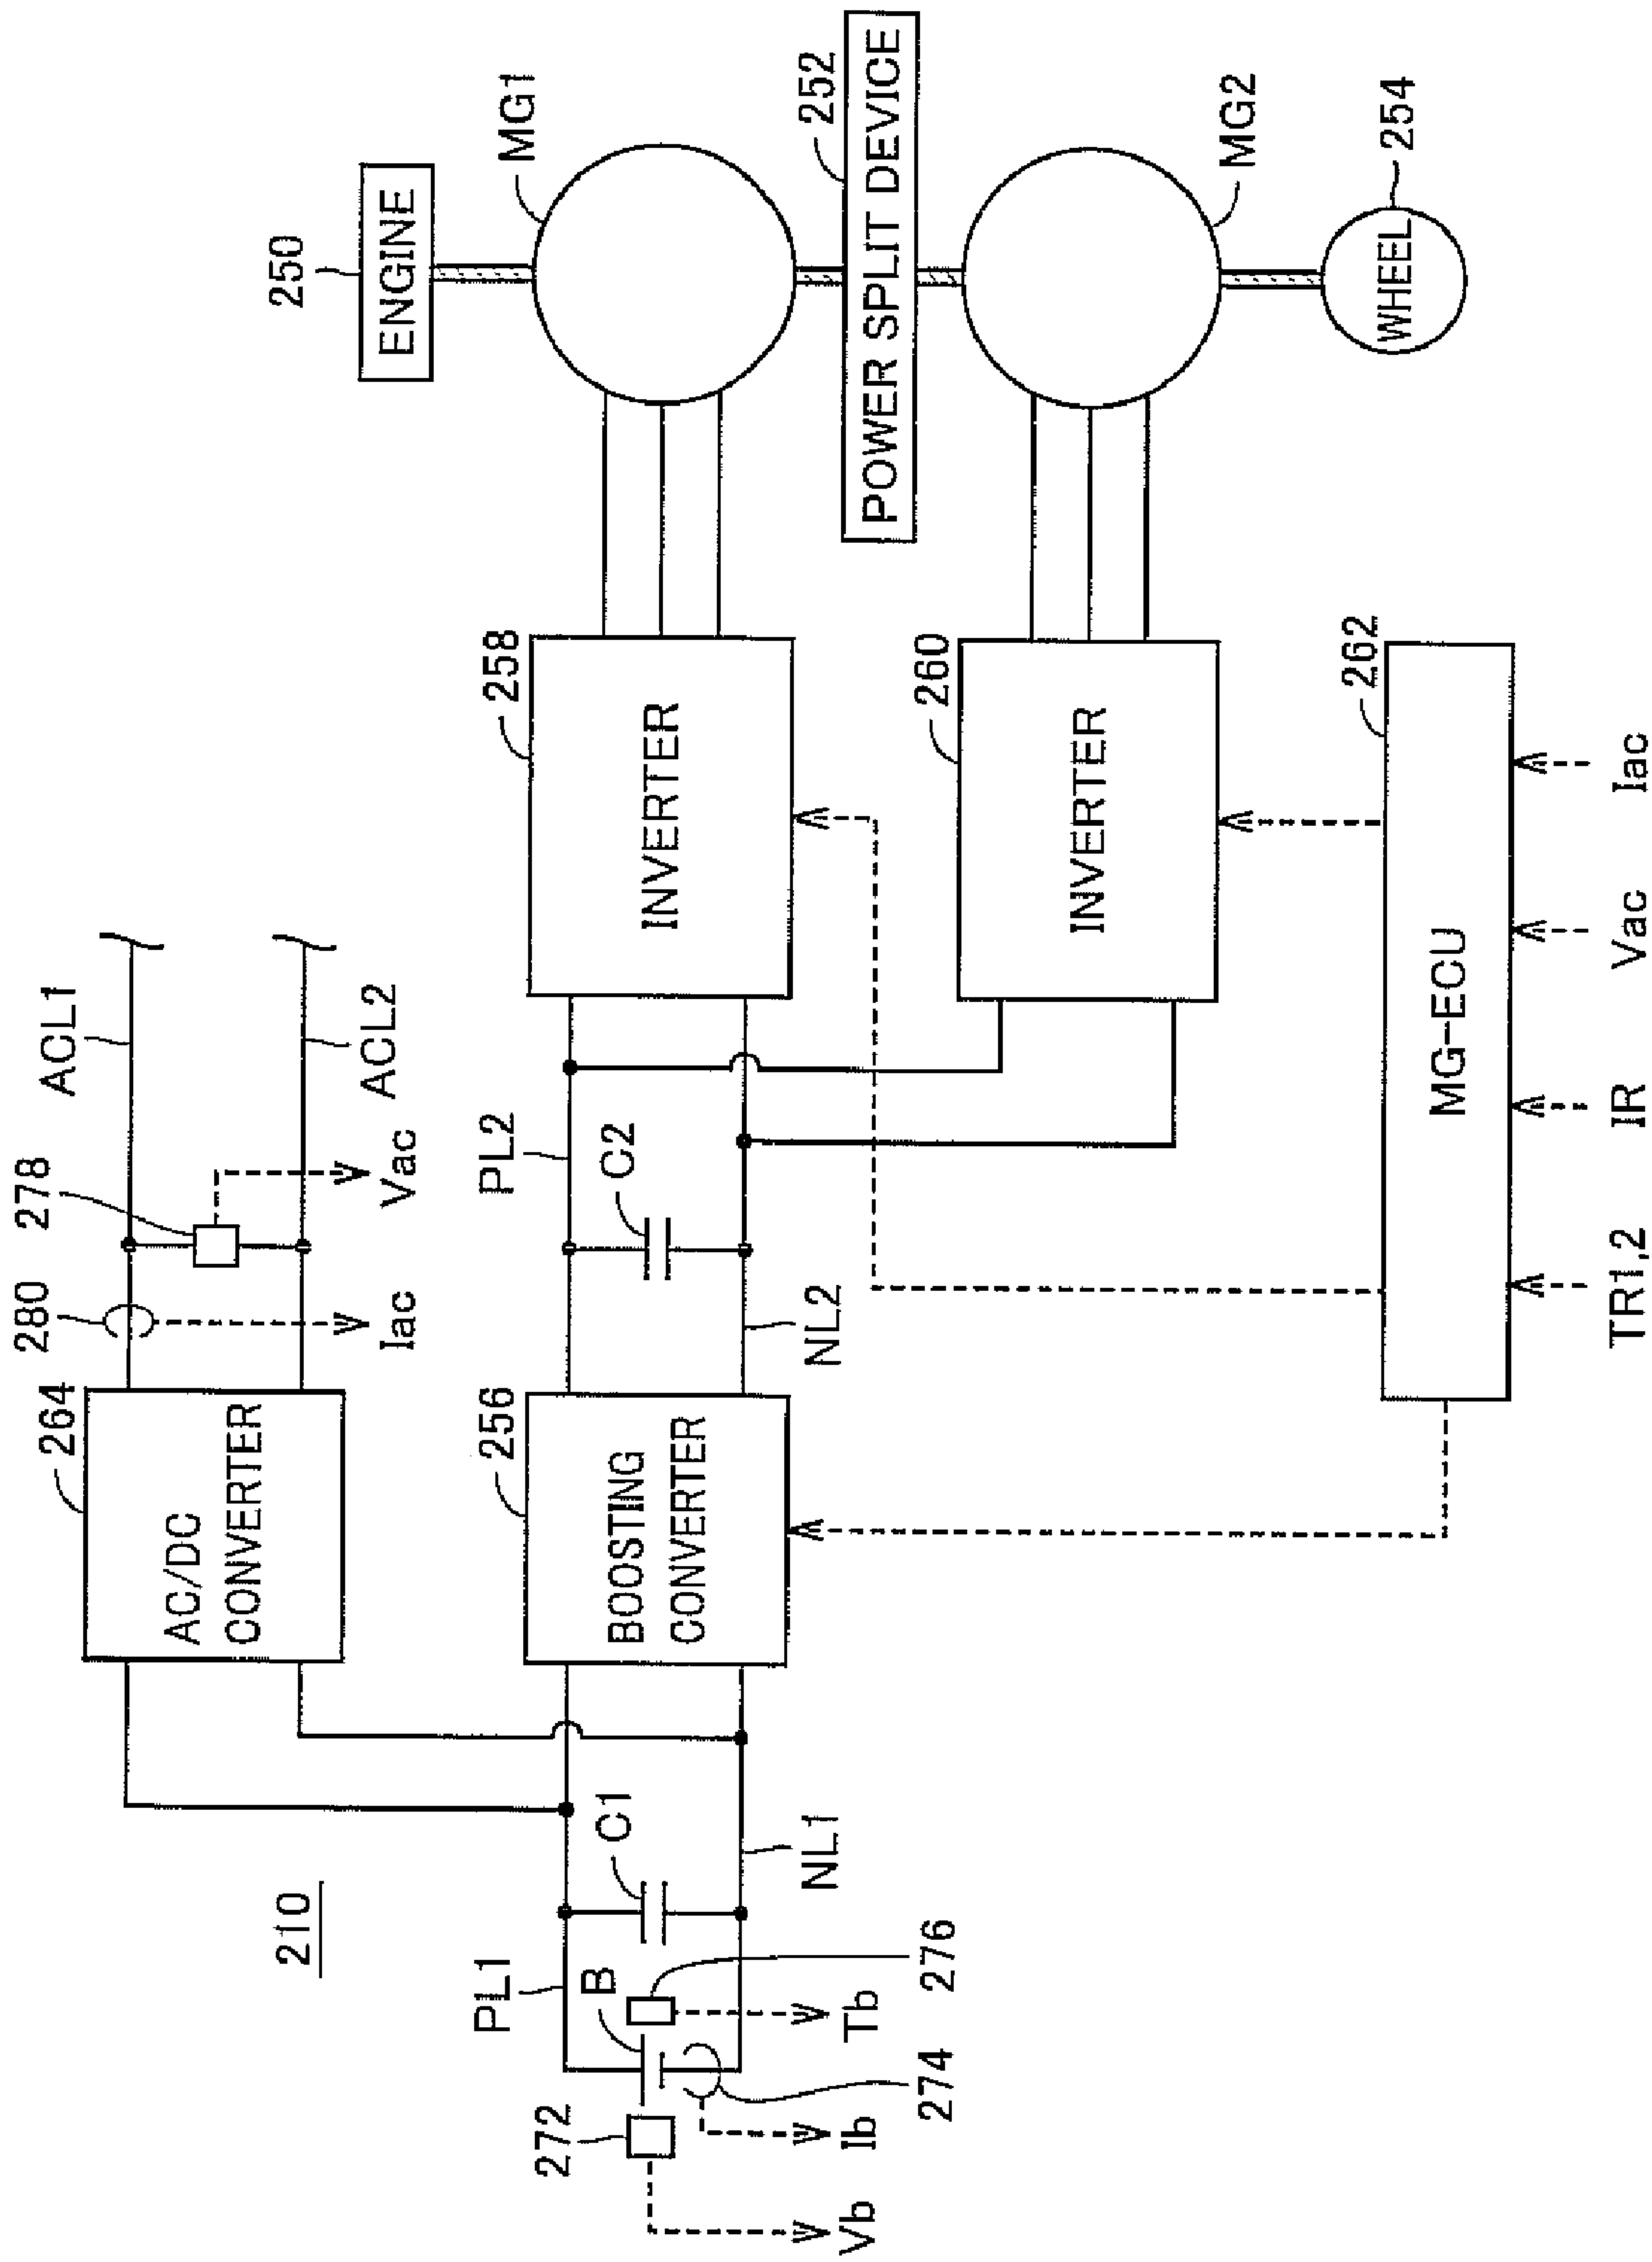 210
264
AC/DC
CONVERTER
280
278
Iac
Vac
ACL1
ACL2
250
ENGINE
MG1
PL1
B
C1
NL1
272
Vb
Ib
274
Tb
276
256
BOOSTING
CONVERTER
PL2
C2
NL2
258
INVERTER
252
POWER SPLIT DEVICE
260
INVERTER
MG2
254
WHEEL
262
MG-ECU
TR1,2
IR
Vac
Iac